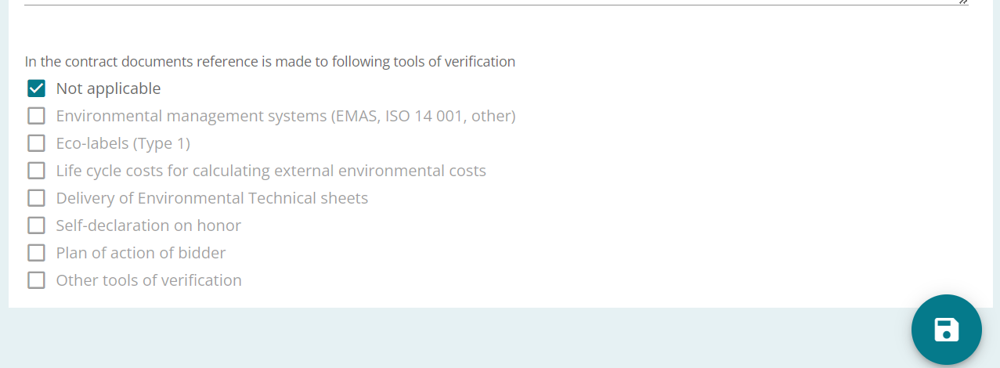 In the contract documents reference is made to following tools of verification
Not applicable
Environmental management systems (EMAS, ISO 14 001, other)
Eco-labels (Type 1)
Life cycle costs for calculating external environmental costs
Delivery of Environmental Technical sheets
Self-declaration on honor
Plan of action of bidder
Other tools of verification